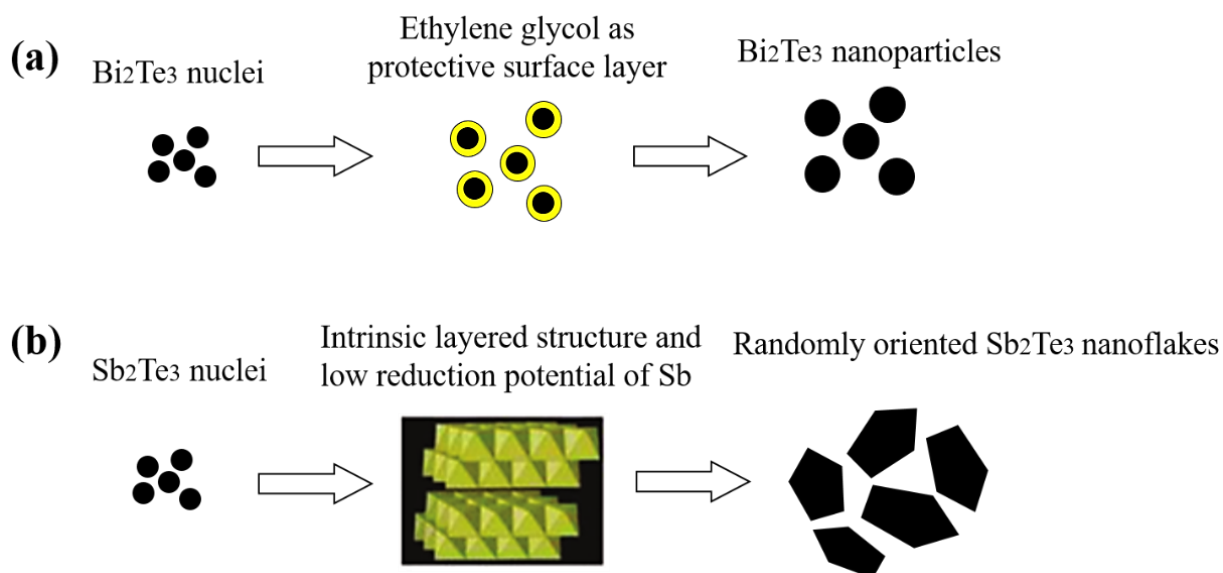 (a)
Bi2Te3 nuclei
Ethylene glycol as
protective surface layer
Bi2Te3 nanoparticles
(b)
Sb2Te3 nuclei
Intrinsic layered structure and
low reduction potential of Sb
Randomly oriented Sb2Te3 nanoflakes